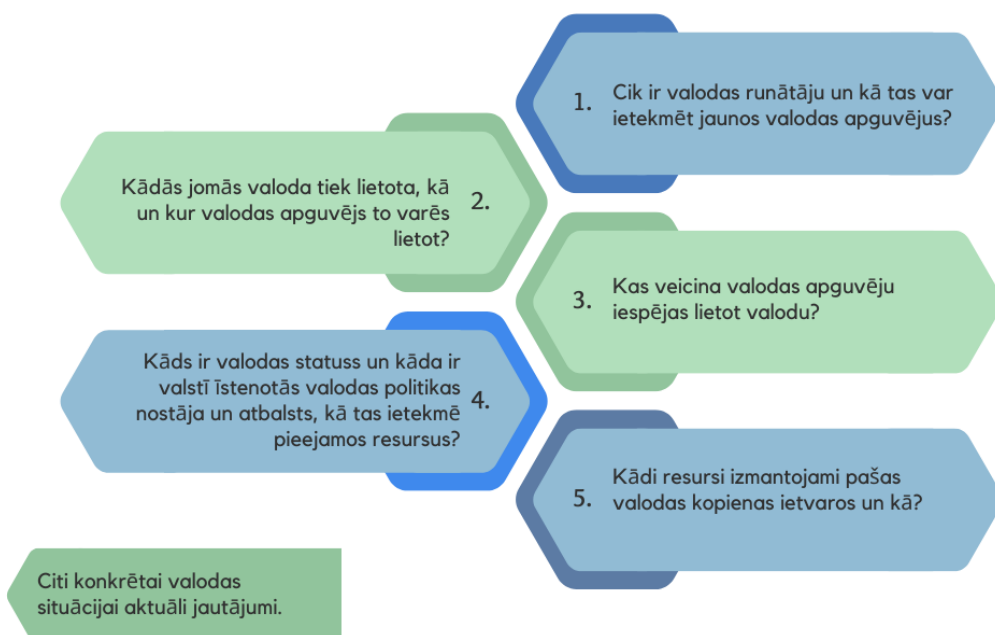 1. Cik ir valodas runātāju un kā tas var
ietekmēt jaunos valodas apguvējus?
Kādās jomās valoda tiek lietota, kā
un kur valodas apguvējs to varēs
lietot?
2.
3. Kas veicina valodas apguvēju
iespējas lietot valodu?
Kāds ir valodas statuss un kāda ir
valstī īstenotās valodas politikas
nostāja un atbalsts, kā tas ietekmē
pieejamos resursus?
4.
5. Kādi resursi izmantojami pašas
valodas kopienas ietvaros un kā?
Citi konkrētai valodas
situācijai aktuāli jautājumi.